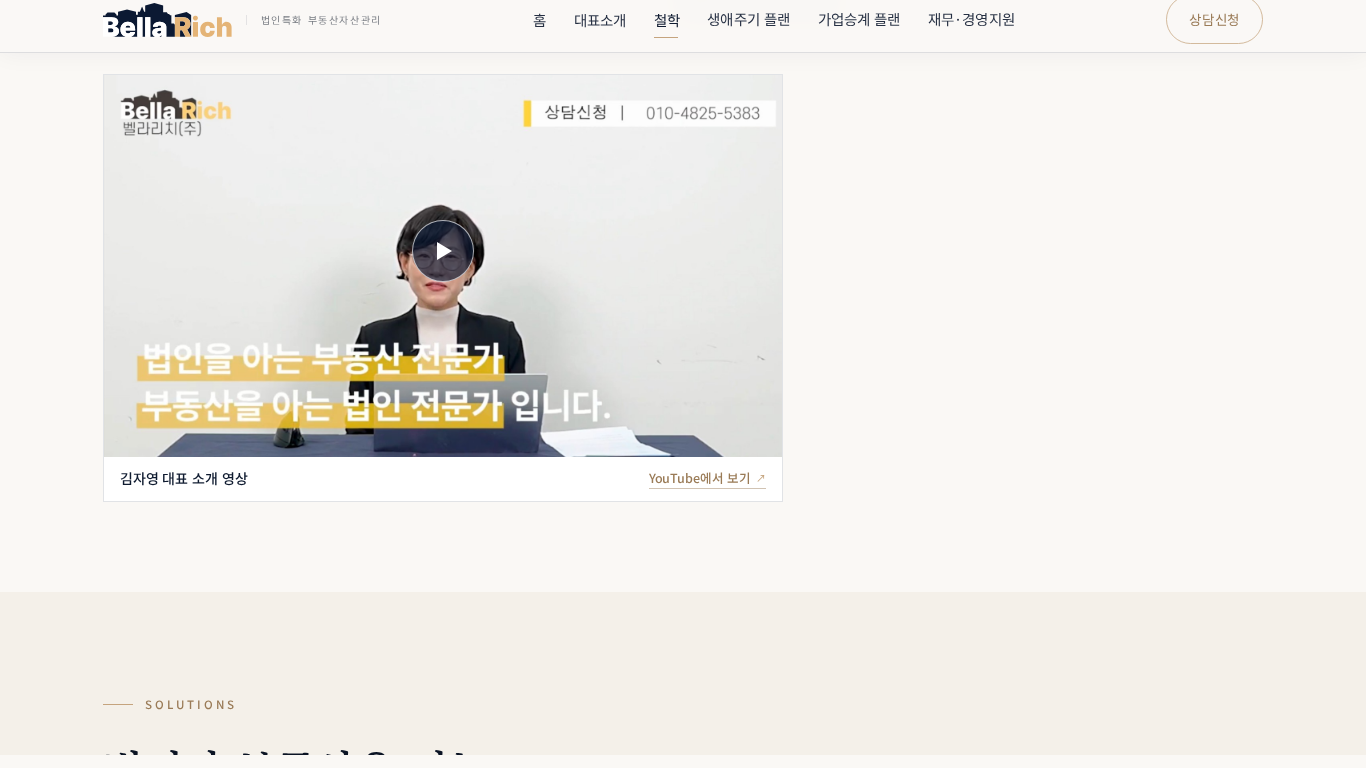 Bella Rich
법인특화 부동산자산관리
홈 대표소개 철학 생애주기 플랜 가업승계 플랜 재무·경영지원
상담신청
Bella Rich
벨라리치(주)
상담신청 | 010-4825-5383
법인을 아는 부동산 전문가
부동산을 아는 법인 전문가 입니다.
김자영 대표 소개 영상
YouTube에서 보기 ↗
SOLUTIONS